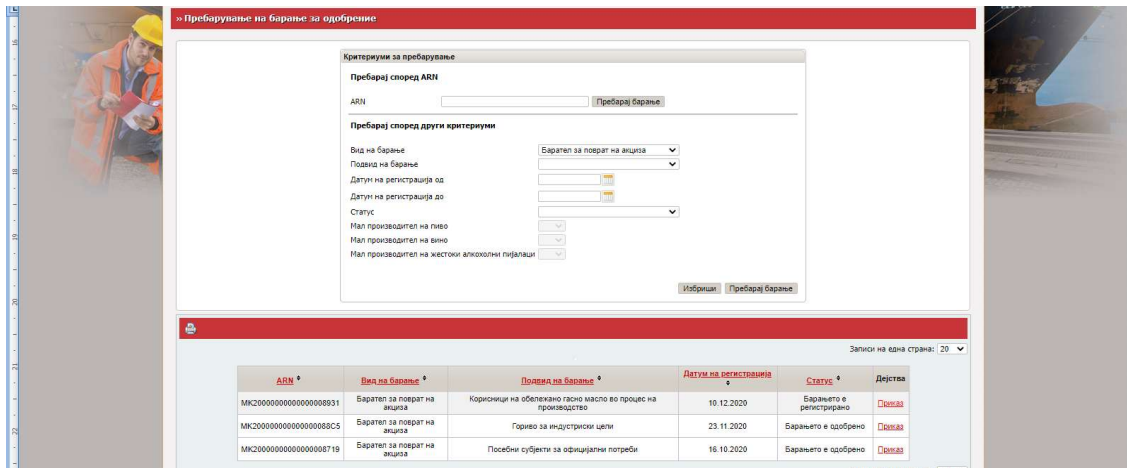 » Пребарување на барање за одобрение
Критериуми за пребарување
Пребарај според ARN
ARN Пребарај барање
Пребарај според други критериуми
Вид на барање Барател за поврат на акциза
Подвид на барање
Датум на регистрација од
Датум на регистрација до
Статус
Мал производител на пиво
Мал производител на вино
Мал производител на жестоки алкохолни пијалаци
Избриши Пребарај барање
Записи на една страна: 20
ARN Вид на барање Подвид на барање Датум на регистрација Статус Дејства
MK20000000000000008931 Барател за поврат на акциза Корисници на обележано гасно масло во процес на производство 10.12.2020 Барањето е регистрирано Приказ
MK200000000000000088C5 Барател за поврат на акциза Гориво за индустриски цели 23.11.2020 Барањето е одобрено Приказ
MK20000000000000008719 Барател за поврат на акциза Посебни субјекти за официјални потреби 16.10.2020 Барањето е одобрено Приказ